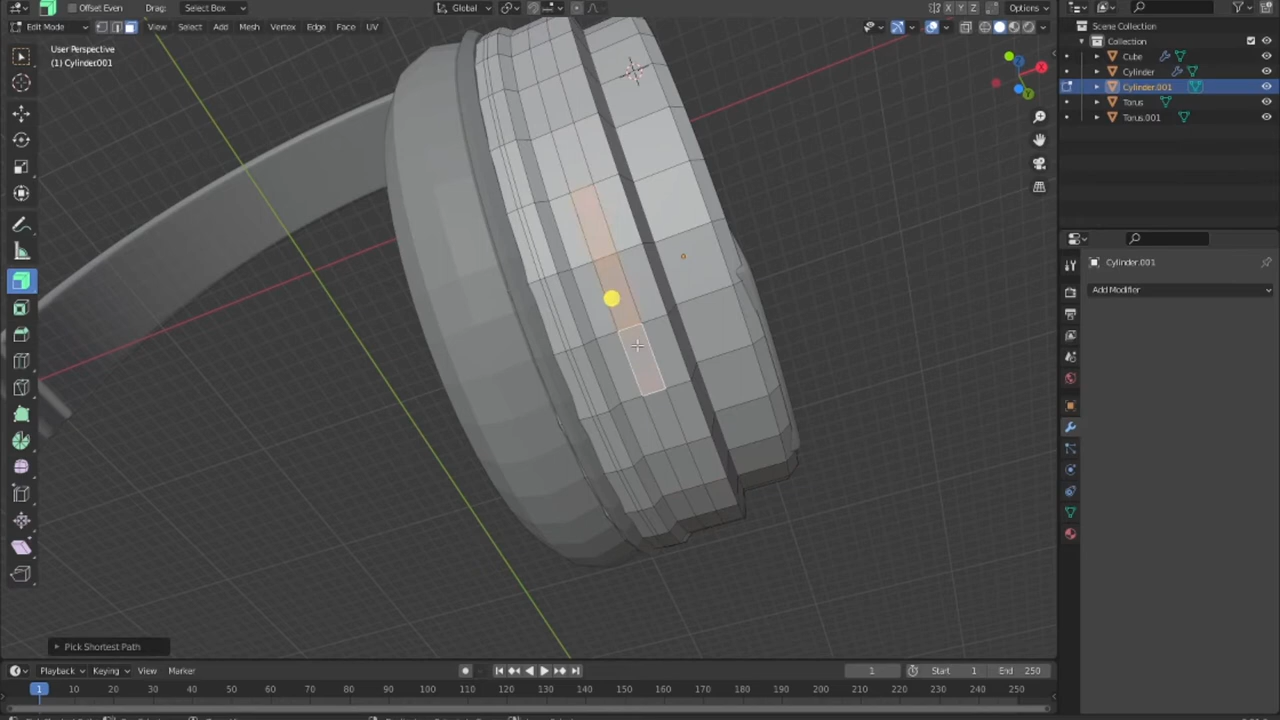 Offset Even Drag: Select Box Global X Y Z Options
Edit Mode View Select Add Mesh Vertex Edge Face UV
User Perspective
(1) Cylinder.001
X
Z
Y
Scene Collection
Collection
Cube
Cylinder
Cylinder.001
Torus
Torus.001
Cylinder.001
Add Modifier
Pick Shortest Path
Playback Keying View Marker 1 Start 1 End 250
1 10 20 30 40 50 60 70 80 90 100 110 120 130 140 150 160 170 180 190 200 210 220 230 240 250